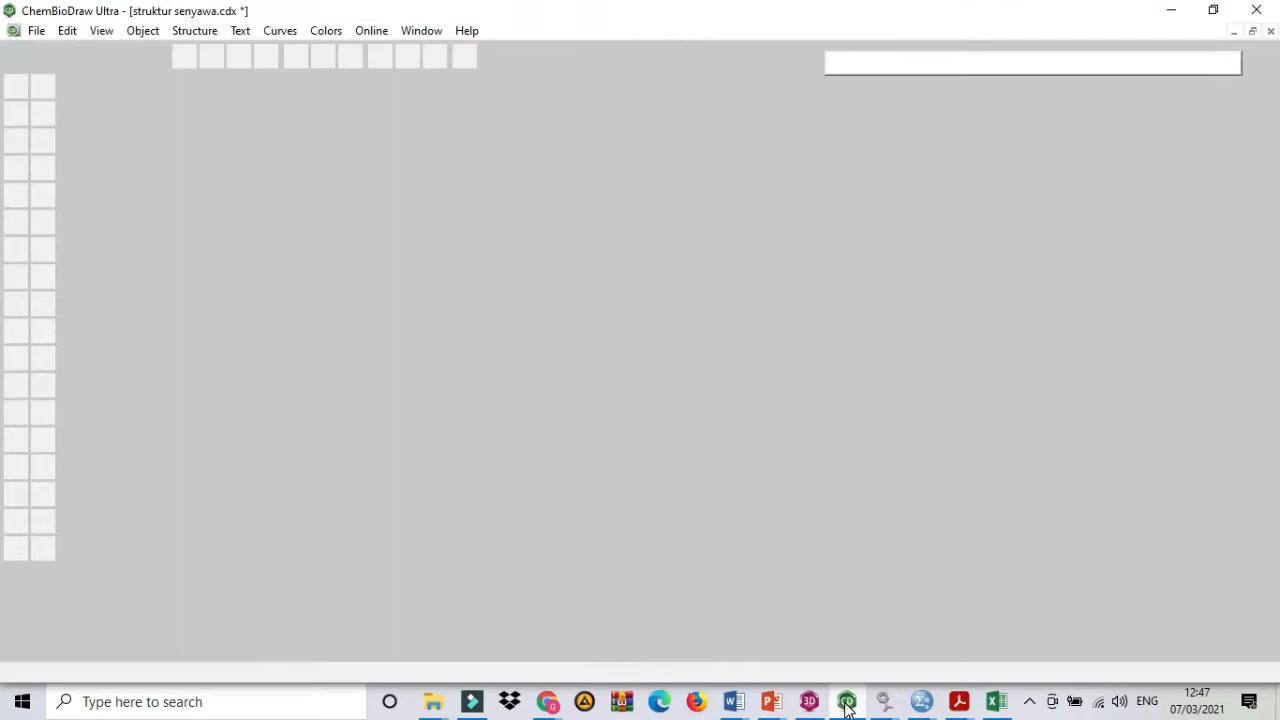 ChemBioDraw Ultra - [struktur senyawa.cdx *]
File Edit View Object Structure Text Curves Colors Online Window Help
Type here to search
3D
ENG
12:47
07/03/2021